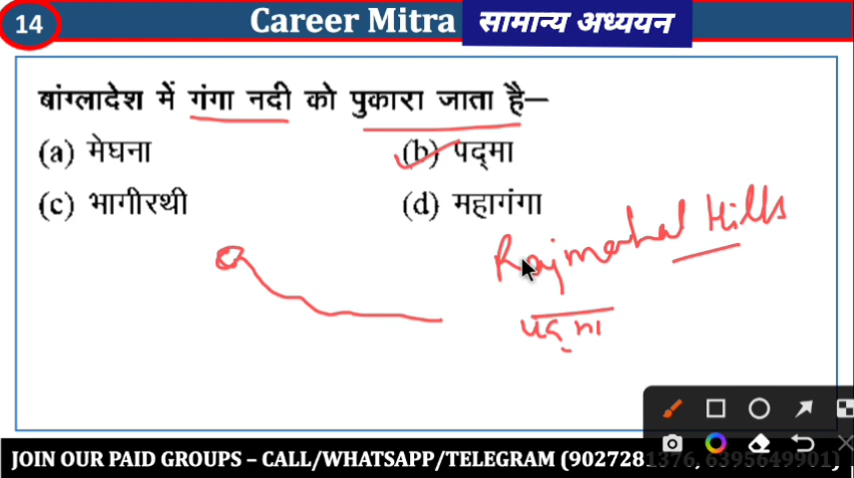 14
Career Mitra सामान्य अध्ययन
बांग्लादेश में गंगा नदी को पुकारा जाता है—
(a) मेघना
(b) पद्मा
(c) भागीरथी
(d) महागंगा
Rajmahal Hills
पद्मा
JOIN OUR PAID GROUPS – CALL/WHATSAPP/TELEGRAM (9027281376, 6395649901)